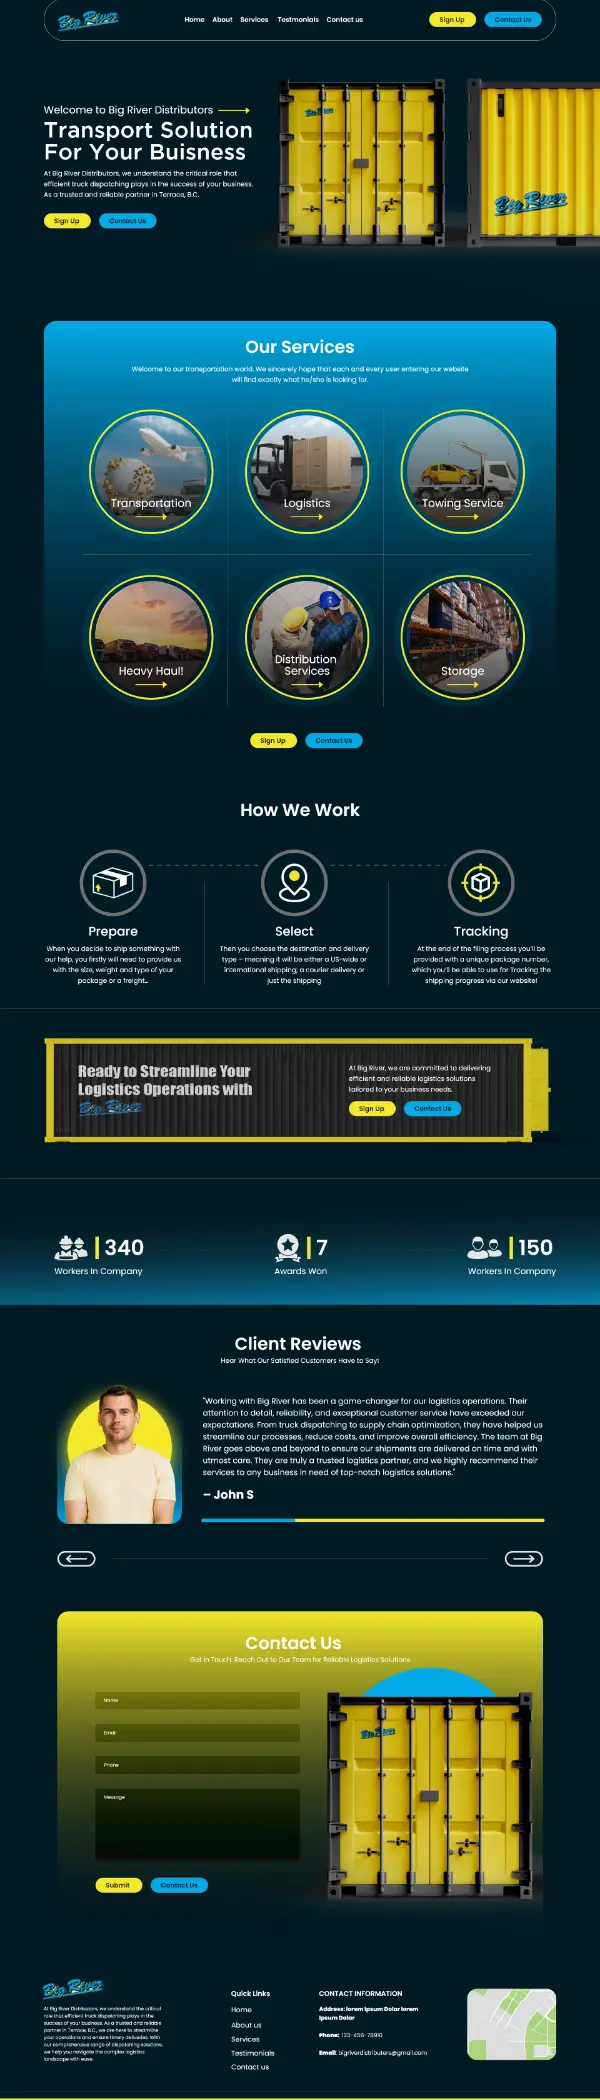 Big River
Home About Services Testmonials Contact us
Sign Up Contact Us
Welcome to Big River Distributors
Transport Solution
For Your Buisness
At Big River Distributors, we understand the critical role that
efficient truck dispatching plays in the success of your business.
As a trusted and reliable partner in Terrace, B.C.
Sign Up Contact Us
Big River
Big River
Our Services
Welcome to our transportation world. We sincerely hope that each and every user entering our website
will find exactly what he/she is looking for.
Transportation
Logistics
Towing Service
Heavy Haul!
Distribution
Services
Storage
Sign Up Contact Us
How We Work
Prepare
When you decide to ship something with
our help, you firstly will need to provide us
with the size, weight and type of your
package or a freight...
Select
Then you choose the destination and delivery
type – meaning it will be either a US-wide or
international shipping; a courier delivery or
just the shipping
Tracking
At the end of the filing process you'll be
provided with a unique package number,
which you'll be able to use for Tracking the
shipping progress via our website!
Ready to Streamline Your
Logistics Operations with
Big River
At Big River, we are committed to delivering
efficient and reliable logistics solutions
tailored to your business needs.
Sign Up Contact Us
340
Workers In Company
7
Awards Won
150
Workers In Company
Client Reviews
Hear What Our Satisfied Customers Have to Say!
"Working with Big River has been a game-changer for our logistics operations. Their
attention to detail, reliability, and exceptional customer service have exceeded our
expectations. From truck dispatching to supply chain optimization, they have helped us
streamline our processes, reduce costs, and improve overall efficiency. The team at Big
River goes above and beyond to ensure our shipments are delivered on time and with
utmost care. They are truly a trusted logistics partner, and we highly recommend their
services to any business in need of top-notch logistics solutions."
– John S
Contact Us
Get in Touch: Reach Out to Our Team for Reliable Logistics Solutions
Name
Email
Phone
Message
Submit Contact Us
Big River
Big River
At Big River Distributors, we understand the critical
role that efficient truck dispatching plays in the
success of your business. As a trusted and reliable
partner in Terrace, B.C., we are here to streamline
your operations and ensure timely deliveries. With
our comprehensive range of dispatching solutions,
we help you navigate the complex logistics
landscape with ease.
Quick Links
Home
About us
Services
Testimonials
Contact us
CONTACT INFORMATION
Address: lorem Ipsum Dolar lorem
Ipsum Dolar
Phone: 123-456-78910
Email: bigriverdistributers@gmail.com